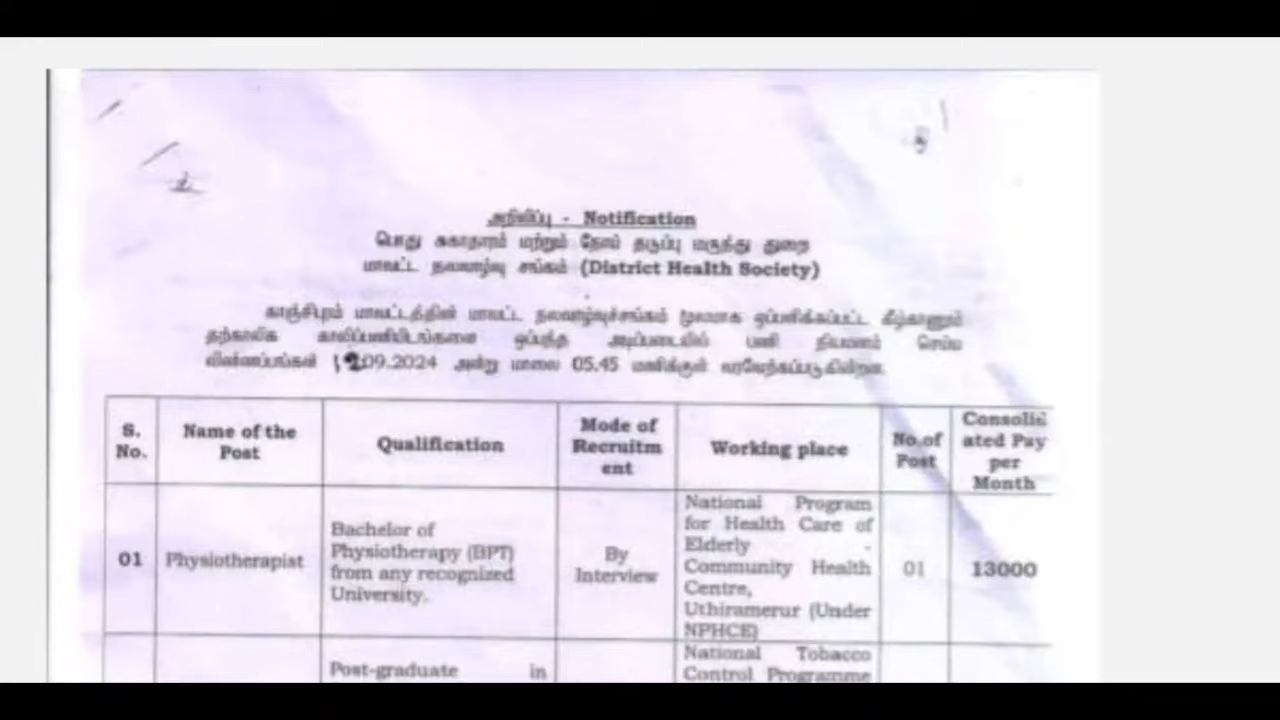 அறிவிப்பு - Notification
பொது சுகாதாரம் மற்றும் நோய் தடுப்பு மருந்து துறை
மாவட்ட நலவாழ்வு சங்கம் (District Health Society)
காஞ்சிபுரம் மாவட்டத்தின் மாவட்ட நலவாழ்வுச்சங்கம் மூலமாக ஒப்பளிக்கப்பட்ட கீழ்காணும்
தற்காலிக காலிப்பணியிடங்களை ஒப்பந்த அடிப்படையில் பணி நியமனம் செய்ய
விண்ணப்பங்கள் .09.2024 அன்று மாலை 05.45 மணிக்குள் வரவேற்கப்படுகின்றன.
S. No.
Name of the Post
Qualification
Mode of Recruitm ent
Working place
No.of Post
Consolid ated Pay per Month
01
Physiotherapist
Bachelor of
Physiotherapy (BPT)
from any recognized
University.
By
Interview
National Program
for Health Care of
Elderly -
Community Health
Centre,
Uthiramerur (Under
NPHCE)
01
13000
Post-graduate in
National Tobacco
Control Programme